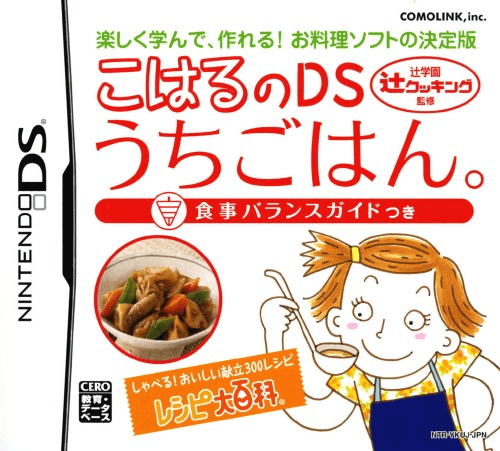 COMOLINK, inc.
楽しく学んで、作れる! お料理ソフトの決定版
こはるのDS
辻学園
辻クッキング
監修
うちごはん。
食事バランスガイドつき
NINTENDO DS®
しゃべる! おいしい献立300レシピ
レシピ大百科®
CERO
教育・
データ
ベース
NTR-YKUJ-JPN